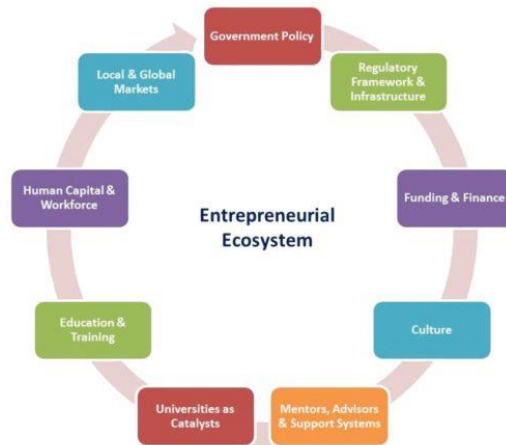 Government Policy
Regulatory
Framework &
Infrastructure
Funding & Finance
Culture
Mentors, Advisors
& Support Systems
Universities as
Catalysts
Education &
Training
Human Capital &
Workforce
Local & Global
Markets
Entrepreneurial
Ecosystem